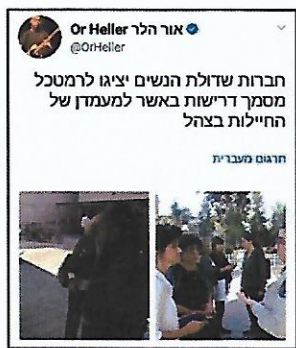 Or Heller אור הלר
@OrHeller
חברות שדולת הנשים יציגו לרמטכל
מסמך דרישות באשר למעמדן של
החיילות בצהל
תרגום מעברית